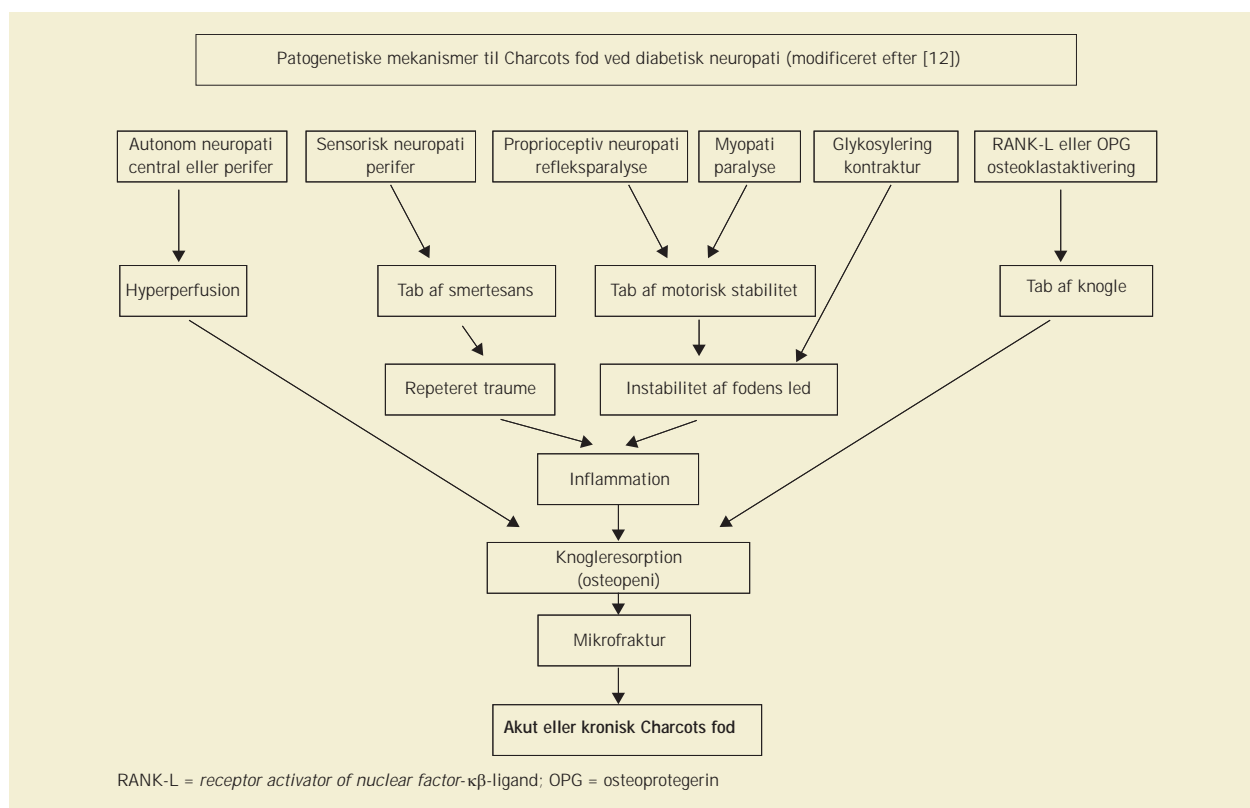 Patogenetiske mekanismer til Charcots fod ved diabetisk neuropati (modificeret efter [12])
Autonom neuropati
central eller perifer
Sensorisk neuropati
perifer
Proprioceptiv neuropati
refleksparalyse
Myopati
paralyse
Glykosylering
kontraktur
RANK-L eller OPG
osteoklastaktivering
Hyperperfusion
Tab af smertesans
Tab af motorisk stabilitet
Tab af knogle
Repeteret traume
Instabilitet af fodens led
Inflammation
Knogleresorption
(osteopeni)
Mikrofraktur
Akut eller kronisk Charcots fod
RANK-L = receptor activator of nuclear factor-κβ-ligand; OPG = osteoprotegerin